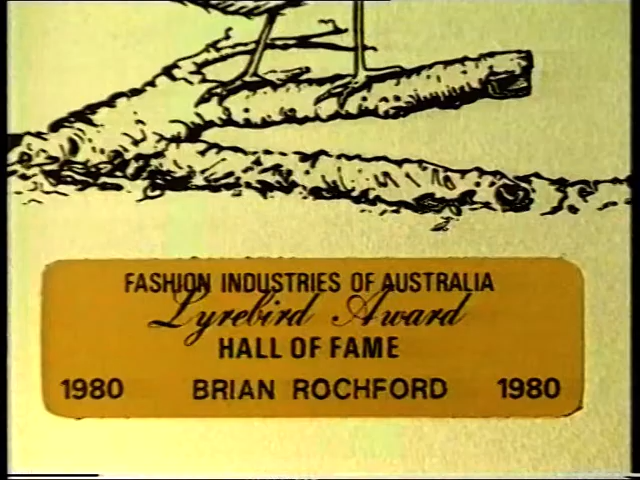 FASHION INDUSTRIES OF AUSTRALIA
Lyrebird Award
HALL OF FAME
1980 BRIAN ROCHFORD 1980